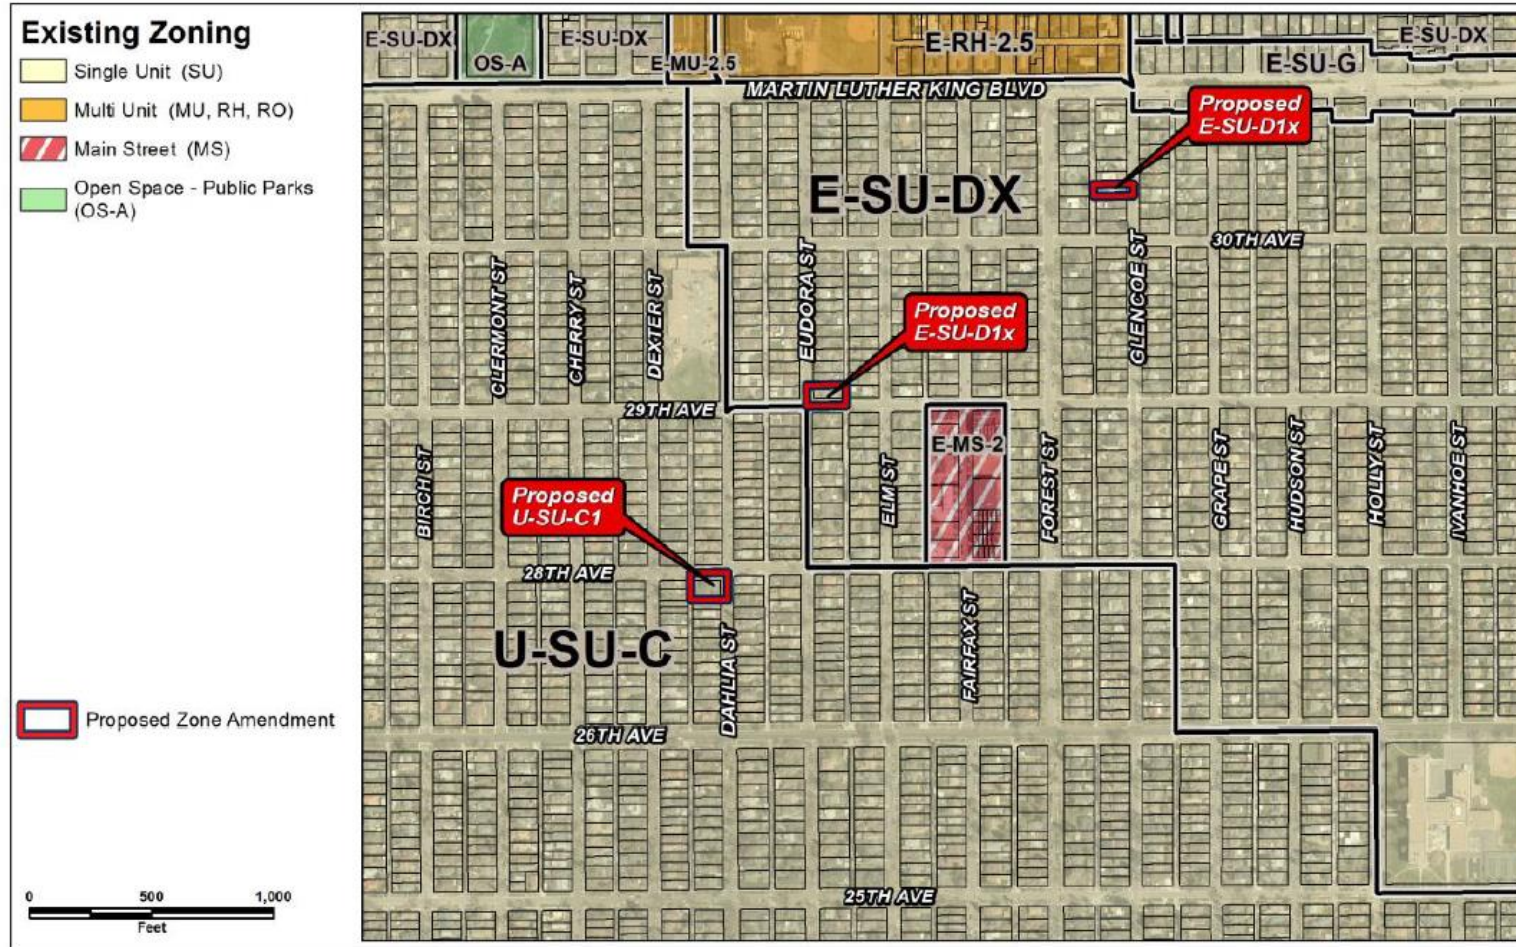 Existing Zoning
Single Unit (SU)
Multi Unit (MU, RH, RO)
Main Street (MS)
Open Space - Public Parks
(OS-A)
Proposed Zone Amendment
0 500 1,000
Feet
E-SU-DX
OS-A
E-SU-DX
E-MU-2.5
E-RH-2.5
E-SU-G
E-SU-DX
MARTIN LUTHER KING BLVD
Proposed
E-SU-D1x
E-SU-DX
30TH AVE
CLERMONT ST
CHERRY ST
DEXTER ST
EUDORA ST
GLENCOE ST
Proposed
E-SU-D1x
29TH AVE
E-MS-2
BIRCH ST
ELM ST
FOREST ST
GRAPE ST
HUDSON ST
HOLLY ST
IVANHOE ST
Proposed
U-SU-C1
28TH AVE
U-SU-C
DAHLIA ST
FAIRFAX ST
26TH AVE
25TH AVE